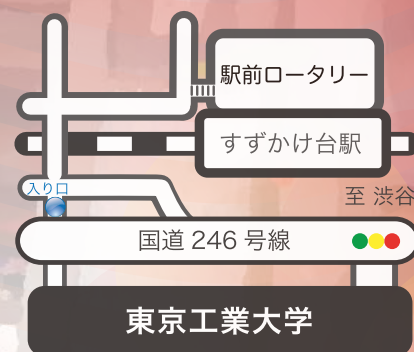 駅前ロータリー
すずかけ台駅
入り口
至 渋谷
国道 246 号線
東京工業大学